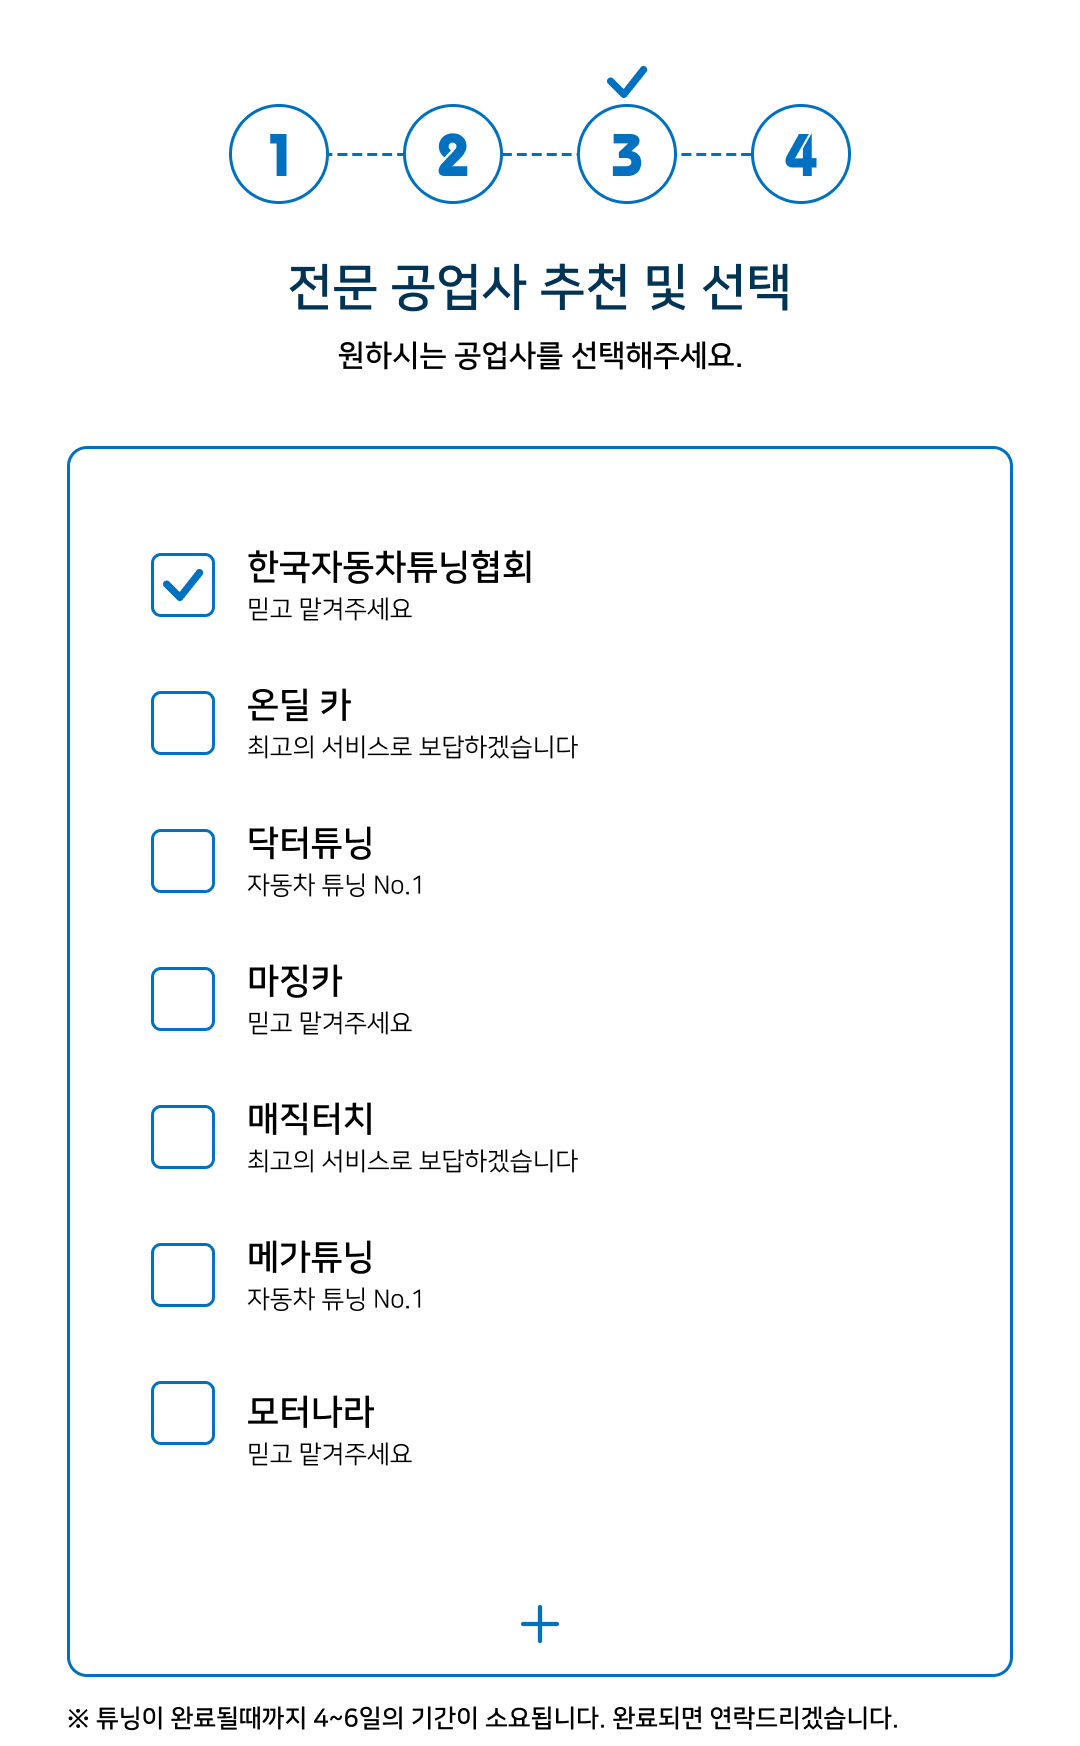 1 2 3 4
전문 공업사 추천 및 선택
원하시는 공업사를 선택해주세요.
한국자동차튜닝협회
믿고 맡겨주세요
온딜 카
최고의 서비스로 보답하겠습니다
닥터튜닝
자동차 튜닝 No.1
마징카
믿고 맡겨주세요
매직터치
최고의 서비스로 보답하겠습니다
메가튜닝
자동차 튜닝 No.1
모터나라
믿고 맡겨주세요
※ 튜닝이 완료될때까지 4~6일의 기간이 소요됩니다. 완료되면 연락드리겠습니다.